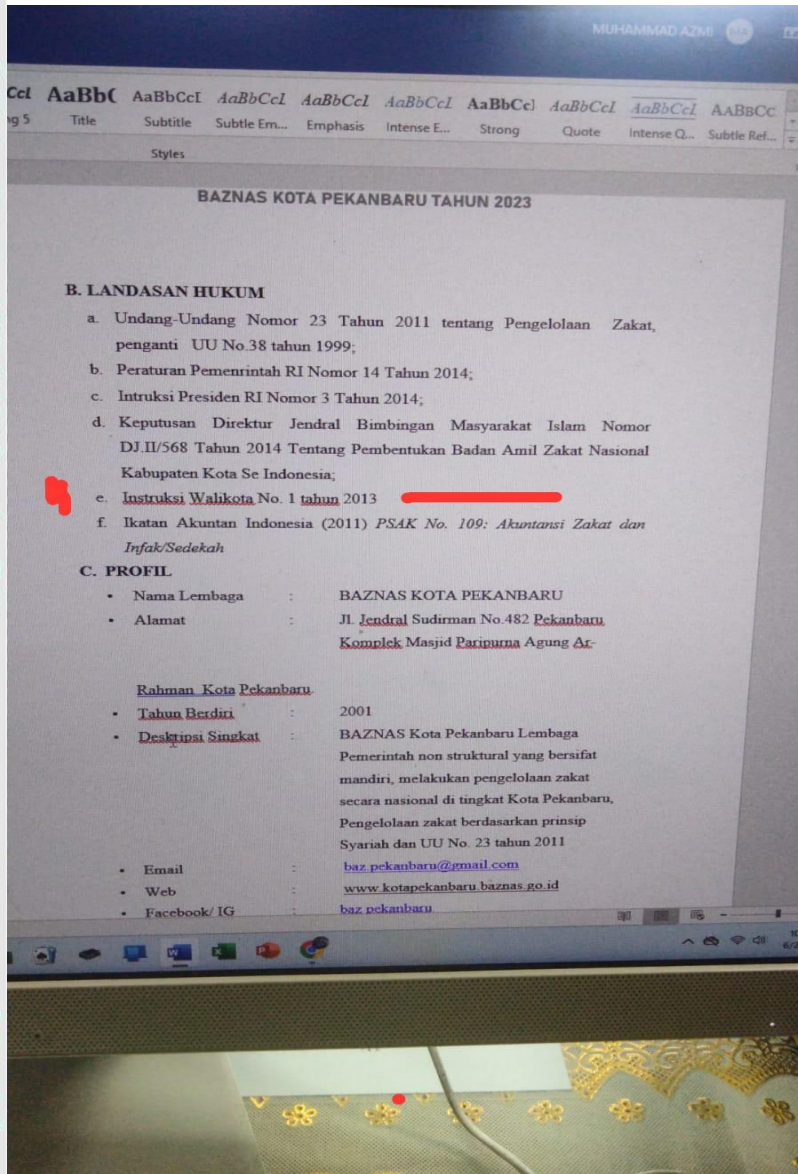 MUHAMMAD AZMI
AaBb( AaBbCcI AaBbCcl AaBbCcl AaBbCcl AaBbCcl AaBbCcl AaBbCcl AABBCC
Title Subtitle Subtle Em... Emphasis Intense E... Strong Quote Intense Q... Subtle Ref...
Styles
BAZNAS KOTA PEKANBARU TAHUN 2023
B. LANDASAN HUKUM
a. Undang-Undang Nomor 23 Tahun 2011 tentang Pengelolaan Zakat,
penganti UU No.38 tahun 1999;
b. Peraturan Pemenrintah RI Nomor 14 Tahun 2014;
c. Intruksi Presiden RI Nomor 3 Tahun 2014;
d. Keputusan Direktur Jendral Bimbingan Masyarakat Islam Nomor
DJ.II/568 Tahun 2014 Tentang Pembentukan Badan Amil Zakat Nasional
Kabupaten Kota Se Indonesia;
e. Instruksi Walikota No. 1 tahun 2013
f. Ikatan Akuntan Indonesia (2011) PSAK No. 109: Akuntansi Zakat dan
Infak/Sedekah
C. PROFIL
• Nama Lembaga : BAZNAS KOTA PEKANBARU
• Alamat : Jl. Jendral Sudirman No.482 Pekanbaru
Komplek Masjid Paripurna Agung Ar-
Rahman Kota Pekanbaru.
• Tahun Berdiri : 2001
• Deskripsi Singkat : BAZNAS Kota Pekanbaru Lembaga
Pemerintah non struktural yang bersifat
mandiri, melakukan pengelolaan zakat
secara nasional di tingkat Kota Pekanbaru,
Pengelolaan zakat berdasarkan prinsip
Syariah dan UU No. 23 tahun 2011
• Email : baz.pekanbaru@gmail.com
• Web : www.kotapekanbaru.baznas.go.id
• Facebook/ IG : baz pekanbaru